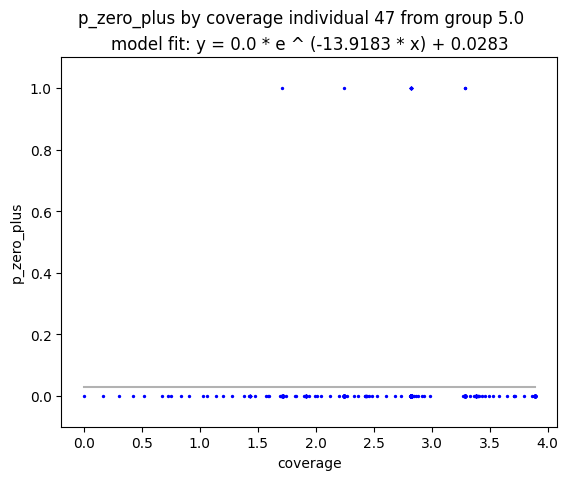 p_zero_plus by coverage individual 47 from group 5.0
model fit: y = 0.0 * e ^ (-13.9183 * x) + 0.0283
1.0
0.8
0.6
0.4
0.2
0.0
p_zero_plus
0.0 0.5 1.0 1.5 2.0 2.5 3.0 3.5 4.0
coverage